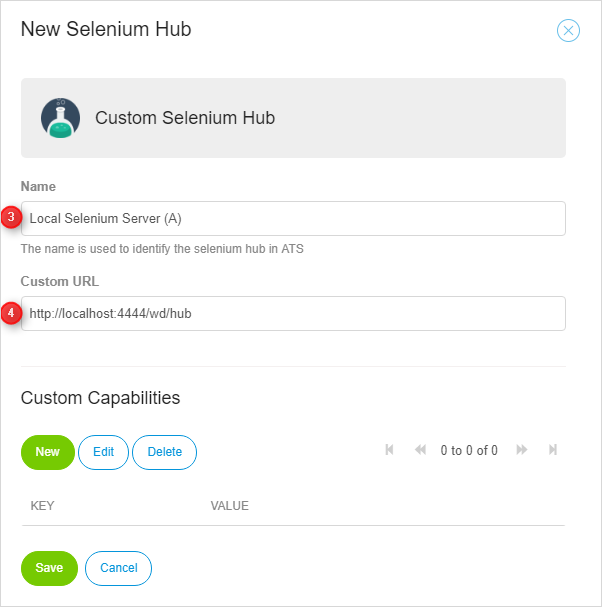 New Selenium Hub
Custom Selenium Hub
Name
3
Local Selenium Server (A)
The name is used to identify the selenium hub in ATS
Custom URL
4
http://localhost:4444/wd/hub
Custom Capabilities
New Edit Delete 0 to 0 of 0
KEY VALUE
Save Cancel